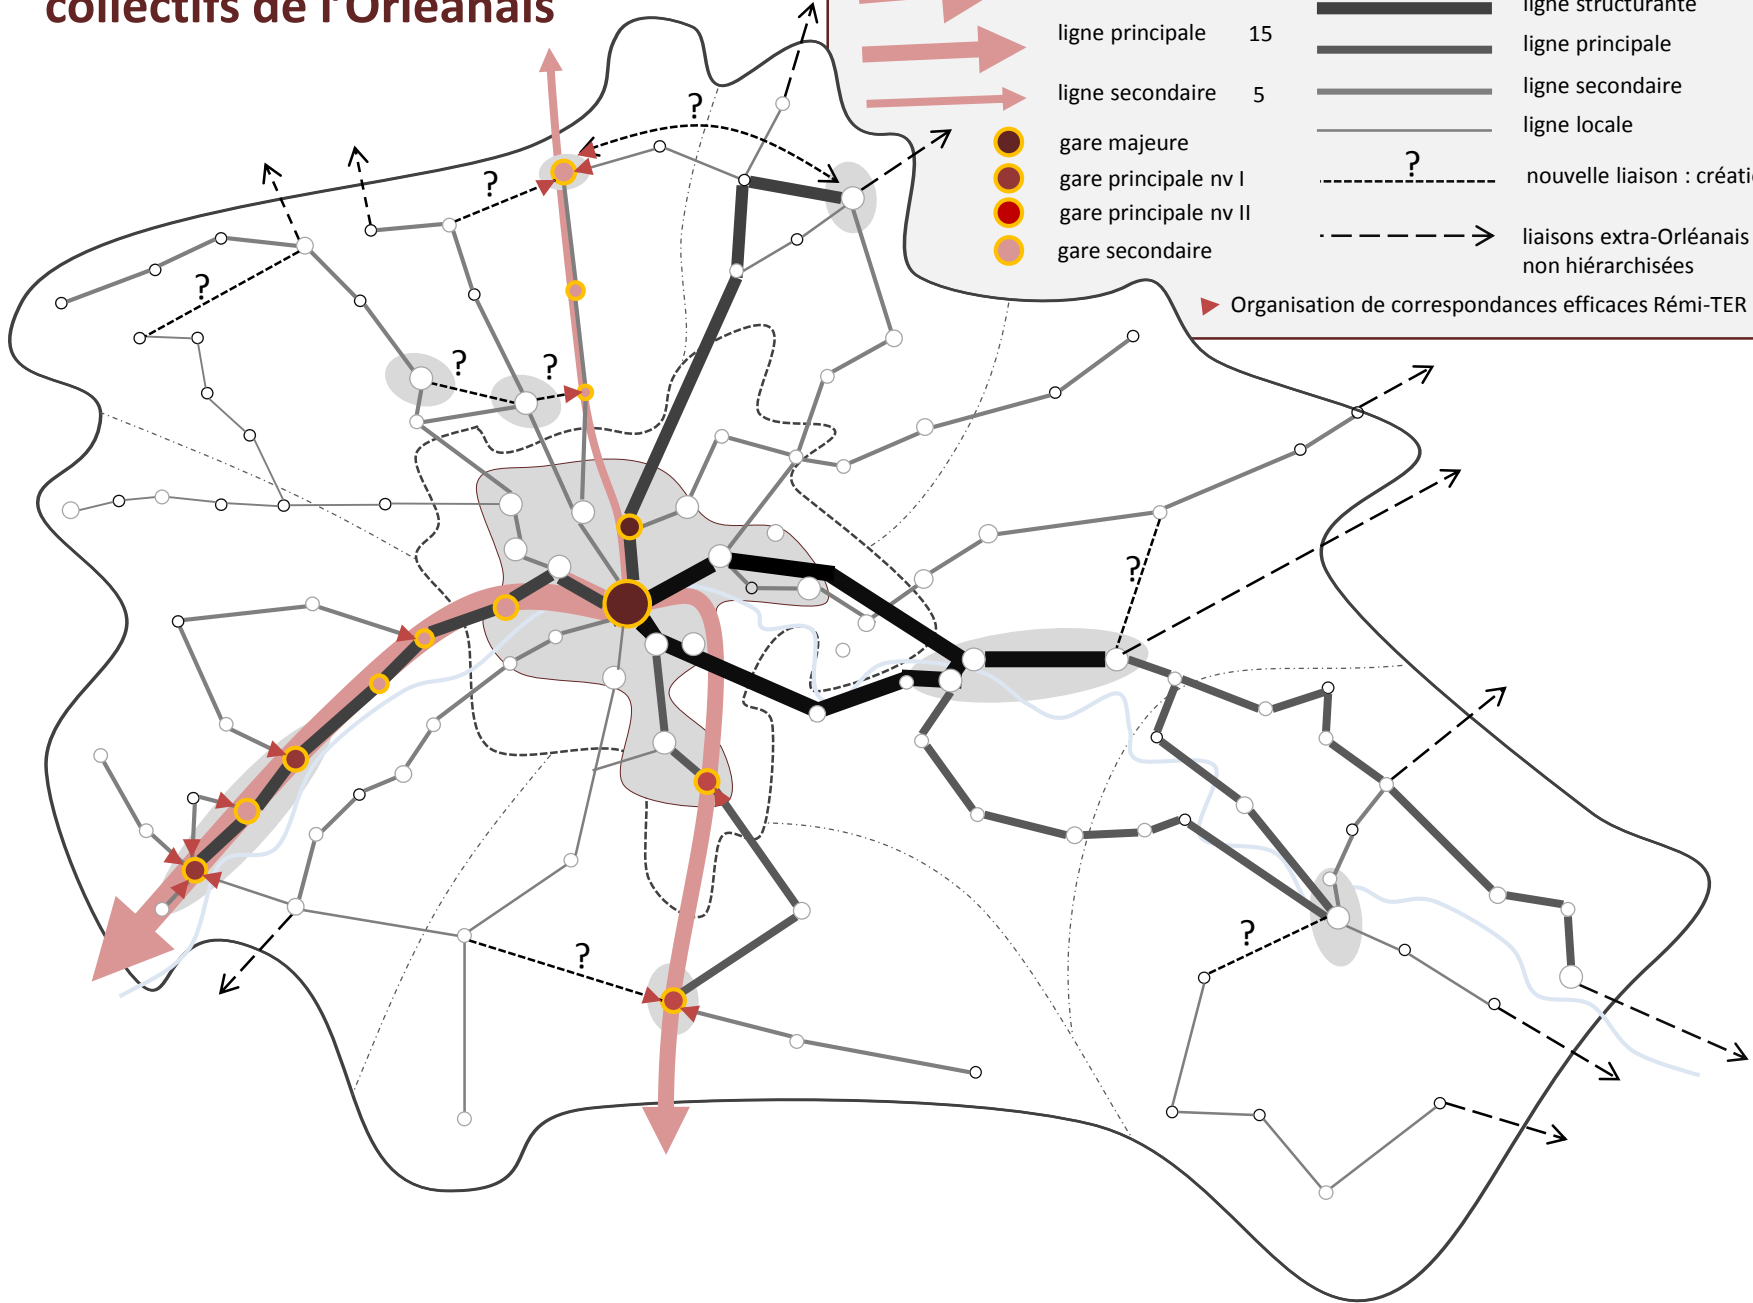 collectifs de l'Orléanais
ligne structurante
ligne principale 15
ligne principale
ligne secondaire 5
ligne secondaire
ligne locale
gare majeure
gare principale nv I
gare principale nv II
gare secondaire
?
nouvelle liaison : créati
liaisons extra-Orléanais
non hiérarchisées
Organisation de correspondances efficaces Rémi-TER
?
?
?
?
?
?
?
?